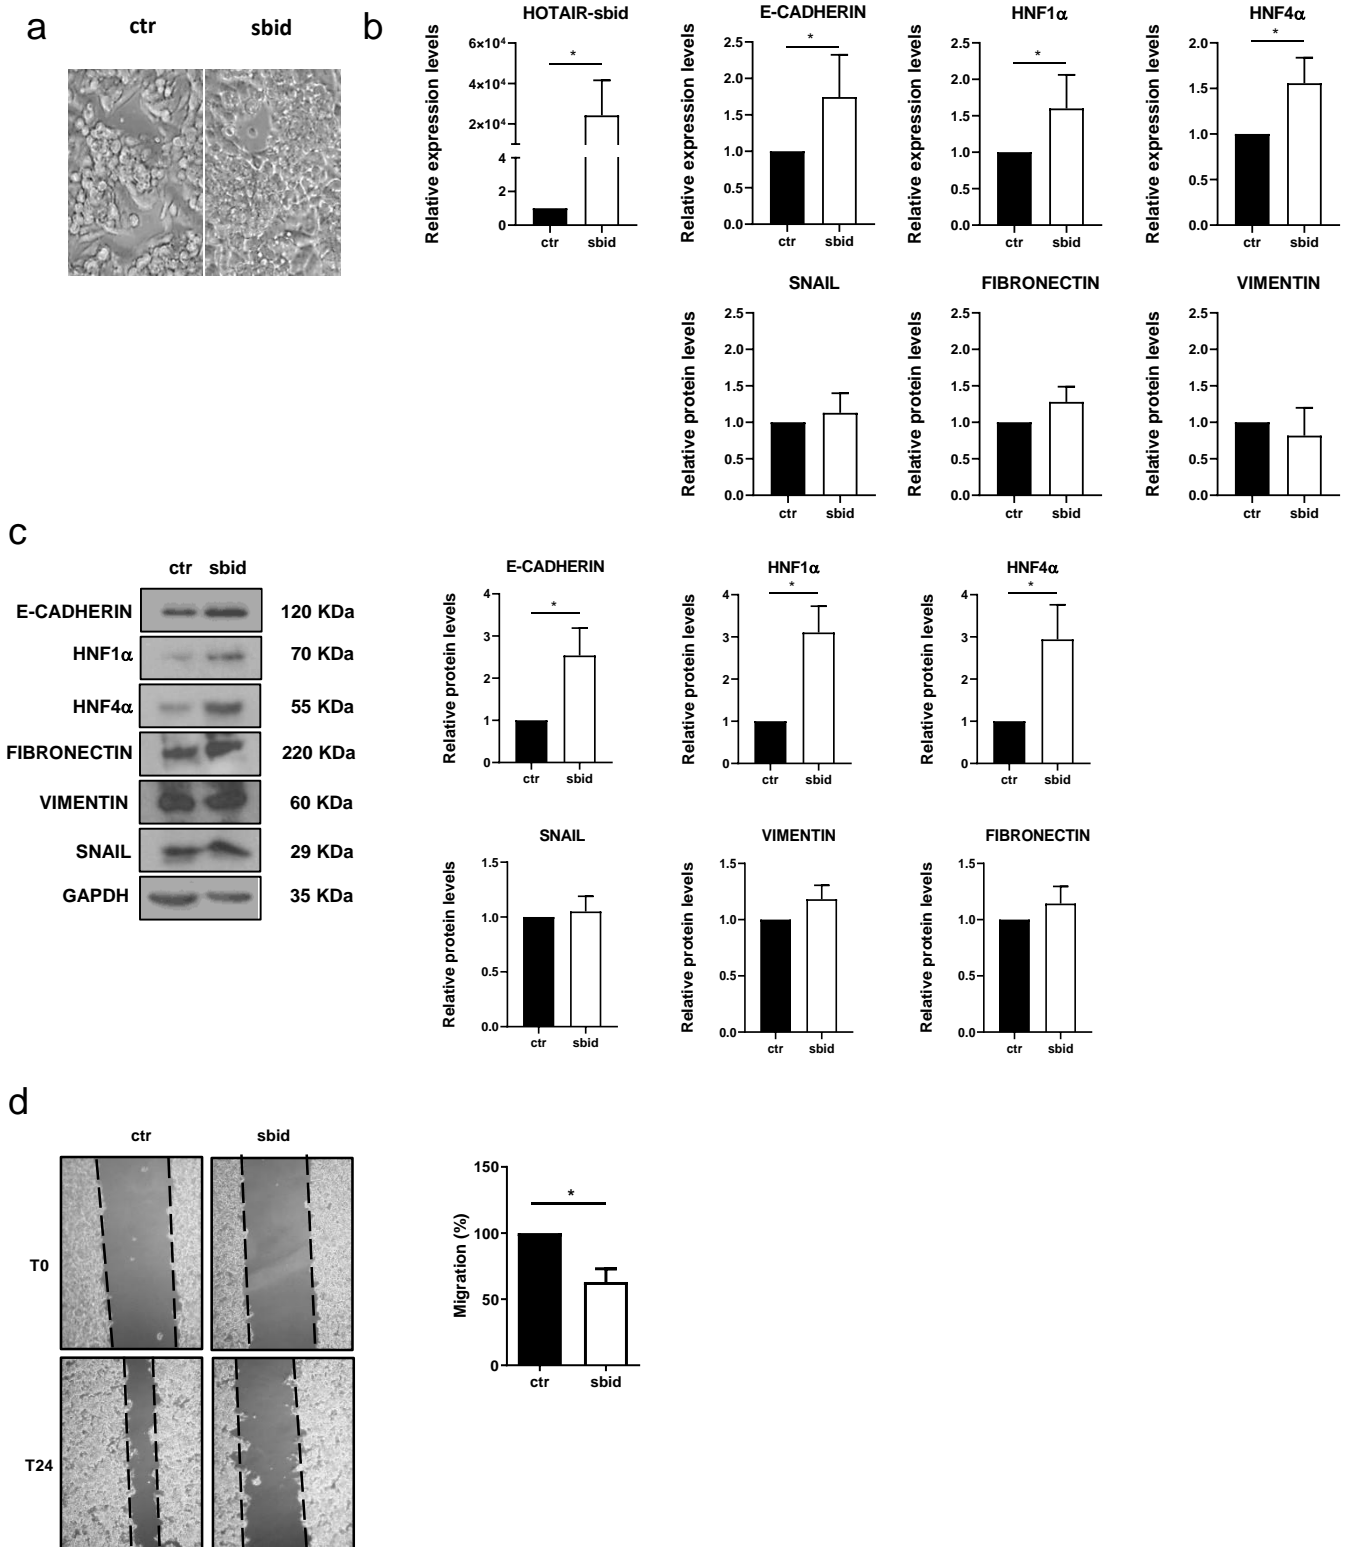 a
ctr
sbid
b
HOTAIR-sbid
Relative expression levels
6×10⁴
4×10⁴
2×10⁴
4
2
0
*
ctr
sbid
E-CADHERIN
Relative expression levels
2.5
2.0
1.5
1.0
0.5
0.0
*
ctr
sbid
HNF1α
Relative expression levels
2.5
2.0
1.5
1.0
0.5
0.0
*
ctr
sbid
HNF4α
Relative expression levels
2.0
1.5
1.0
0.5
0.0
*
ctr
sbid
SNAIL
Relative protein levels
2.5
2.0
1.5
1.0
0.5
0.0
ctr
sbid
FIBRONECTIN
Relative protein levels
2.5
2.0
1.5
1.0
0.5
0.0
ctr
sbid
VIMENTIN
Relative protein levels
2.5
2.0
1.5
1.0
0.5
0.0
ctr
sbid
c
ctr sbid
E-CADHERIN 120 KDa
HNF1α 70 KDa
HNF4α 55 KDa
FIBRONECTIN 220 KDa
VIMENTIN 60 KDa
SNAIL 29 KDa
GAPDH 35 KDa
E-CADHERIN
Relative protein levels
4
3
2
1
0
*
ctr
sbid
HNF1α
Relative protein levels
4
3
2
1
0
*
ctr
sbid
HNF4α
Relative protein levels
4
3
2
1
0
*
ctr
sbid
SNAIL
Relative protein levels
1.5
1.0
0.5
0.0
ctr
sbid
VIMENTIN
Relative protein levels
1.5
1.0
0.5
0.0
ctr
sbid
FIBRONECTIN
Relative protein levels
1.5
1.0
0.5
0.0
ctr
sbid
d
ctr
sbid
T0
T24
Migration (%)
150
100
50
0
*
ctr
sbid